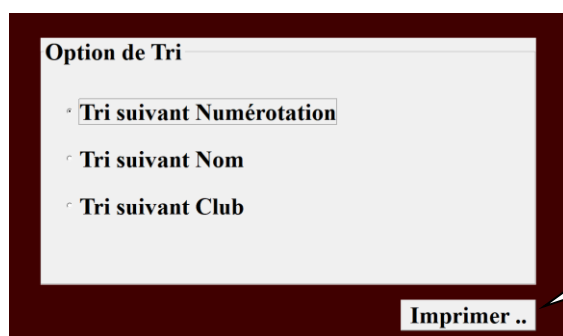 Option de Tri
Tri suivant Numérotation
Tri suivant Nom
Tri suivant Club
Imprimer ..